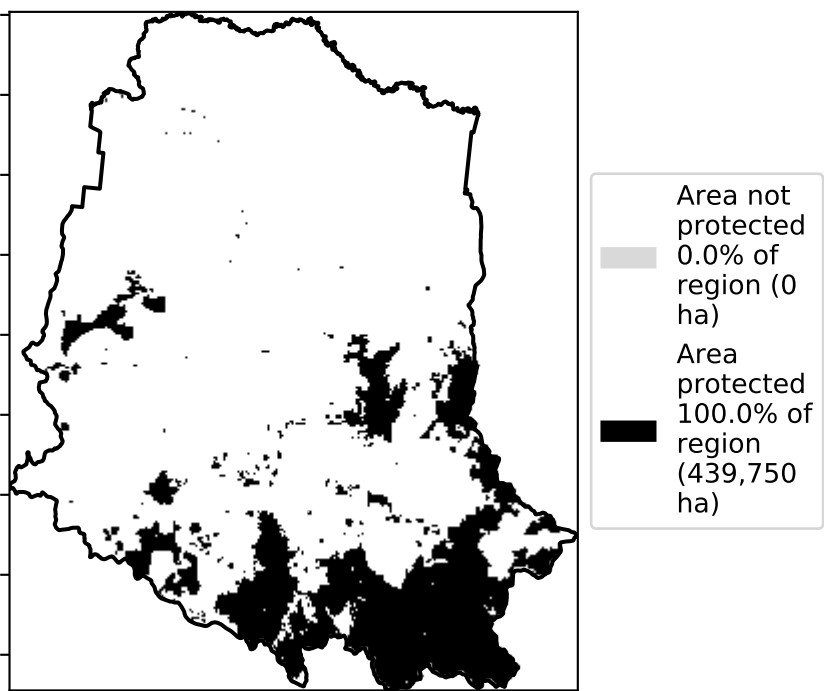 Area not
protected
0.0% of
region (0
ha)
Area
protected
100.0% of
region
(439,750
ha)